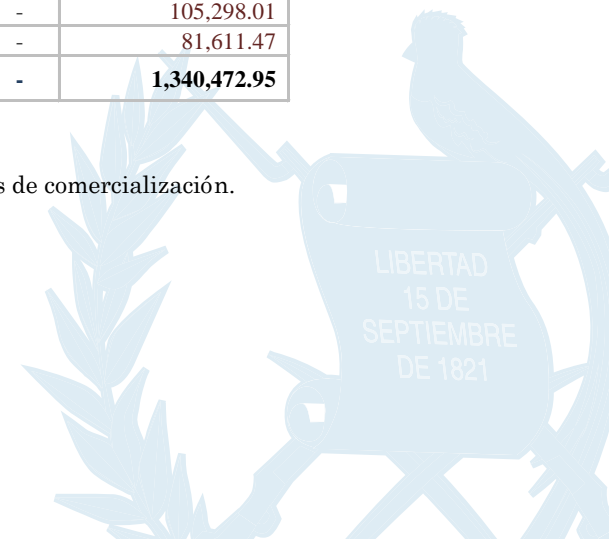 - 105,298.01
- 81,611.47
- 1,340,472.95
s de comercialización.
LIBERTAD
15 DE
SEPTIEMBRE
DE 1821